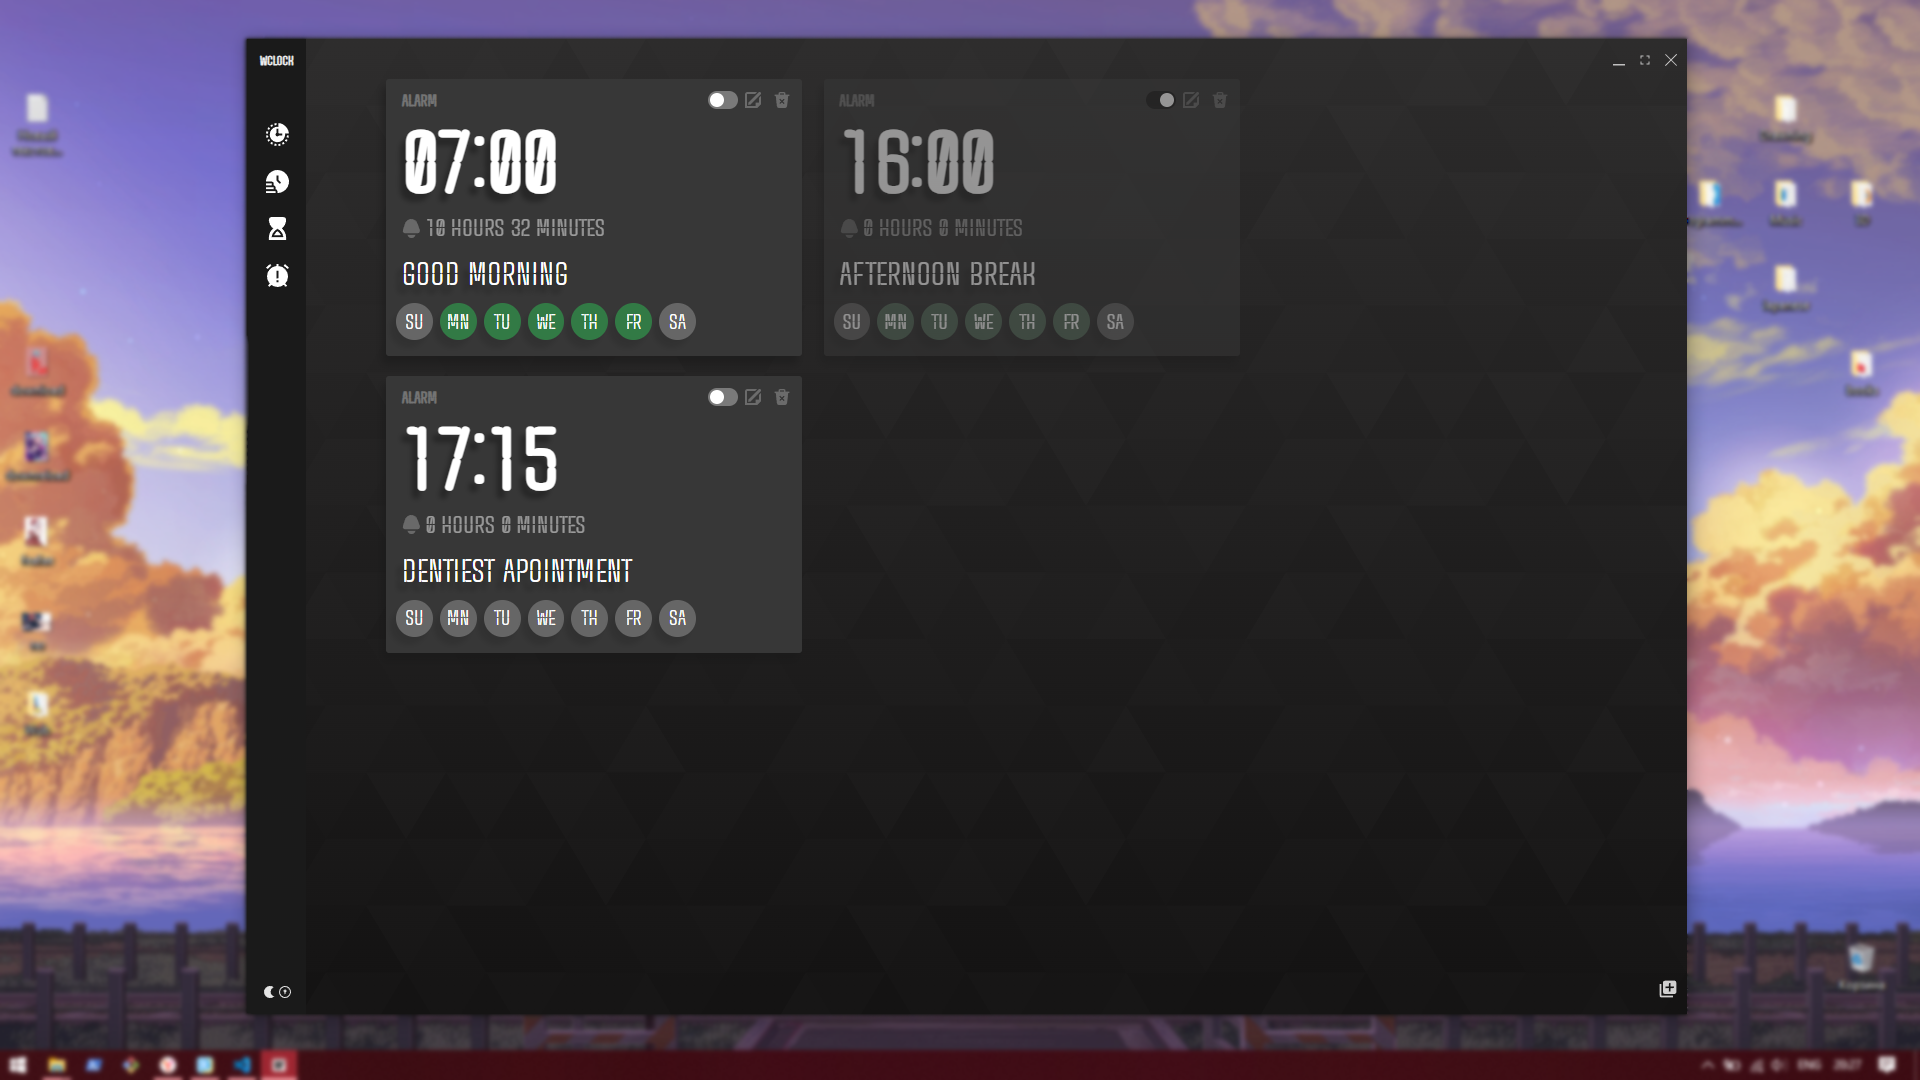 WCLOCK
ALARM
07:00
10 HOURS 32 MINUTES
GOOD MORNING
SU MN TU WE TH FR SA
ALARM
16:00
0 HOURS 0 MINUTES
AFTERNOON BREAK
SU MN TU WE TH FR SA
ALARM
17:15
0 HOURS 0 MINUTES
DENTIEST APOINTMENT
SU MN TU WE TH FR SA
ENG